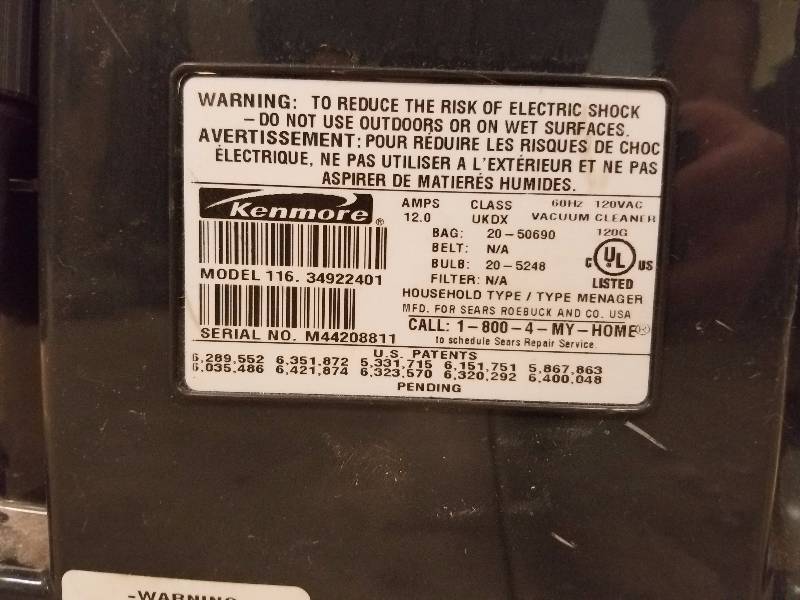 WARNING: TO REDUCE THE RISK OF ELECTRIC SHOCK
– DO NOT USE OUTDOORS OR ON WET SURFACES.
AVERTISSEMENT: POUR RÉDUIRE LES RISQUES DE CHOC
ÉLECTRIQUE, NE PAS UTILISER A L'EXTÉRIEUR ET NE PAS
ASPIRER DE MATIERÉS HUMIDES.
Kenmore®
AMPS CLASS 60Hz 120VAC
12.0 UKDX VACUUM CLEANER
BAG: 20-50690 120G
BELT: N/A
BULB: 20-5248
FILTER: N/A
C UL US
LISTED
MODEL 116. 34922401
HOUSEHOLD TYPE / TYPE MENAGER
MFD. FOR SEARS ROEBUCK AND CO. USA
SERIAL NO. M44208811
CALL: 1-800-4-MY-HOME
to schedule Sears Repair Service.
U.S. PATENTS
6,289,552 6,351,872 5,331,715 6,151,751 5,867,863
6,035,486 6,421,874 6,323,570 6,320,292 6,400,048
PENDING
-WARNING